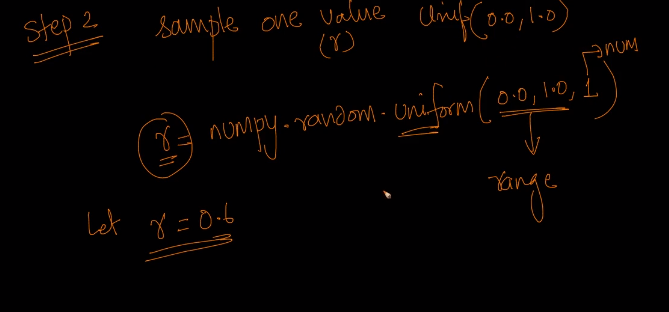 Step 2 sample one value Unif(0.0, 1.0)
(r)
num
r = numpy.random.uniform(0.0, 1.0, 1)
range
Let r = 0.6